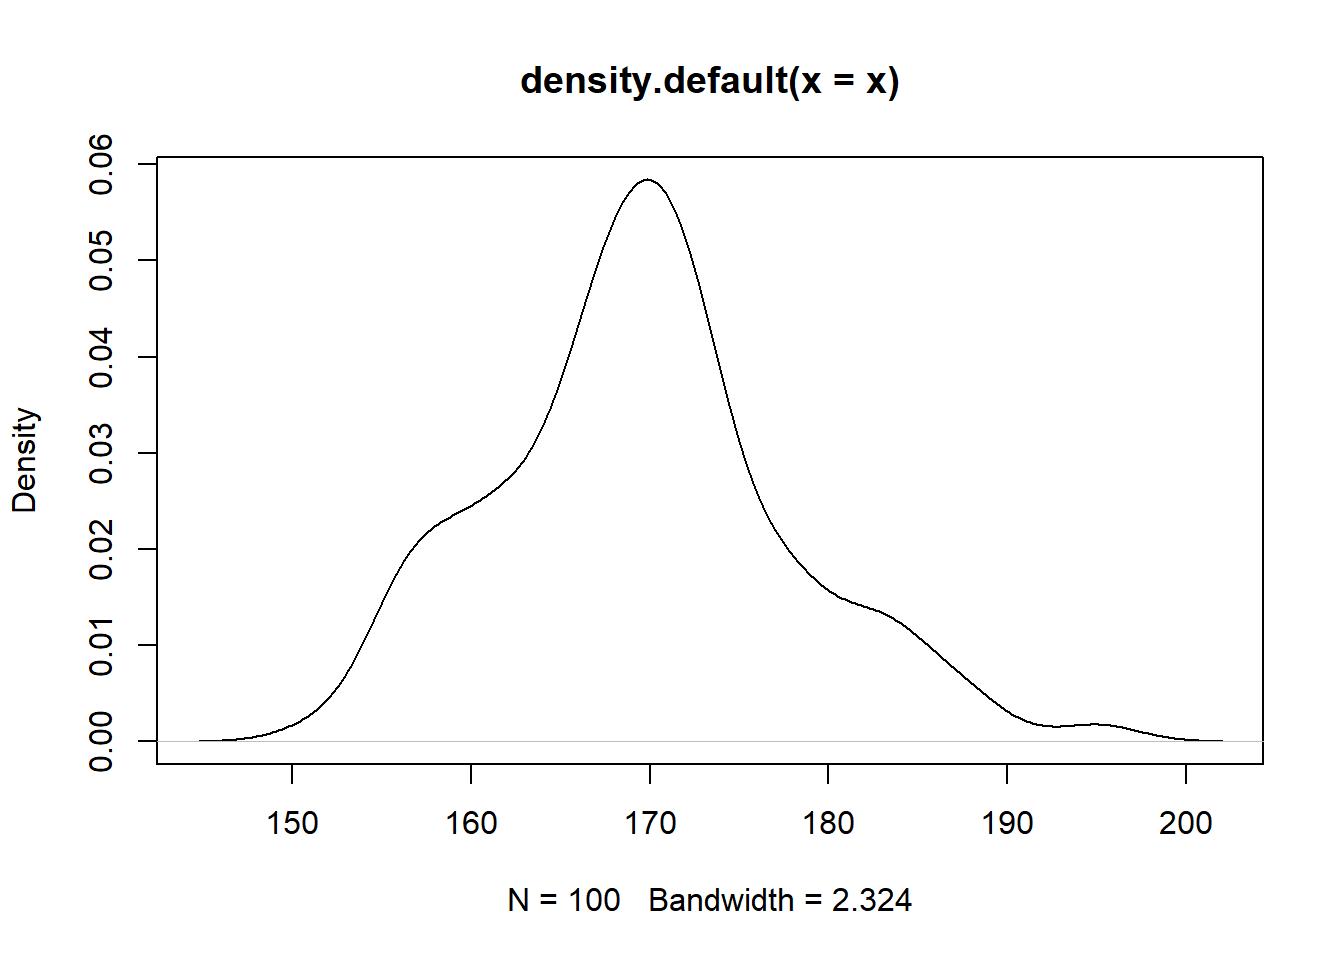 density.default(x = x)
Density
0.06
0.05
0.04
0.03
0.02
0.01
0.00
150 160 170 180 190 200
N = 100   Bandwidth = 2.324